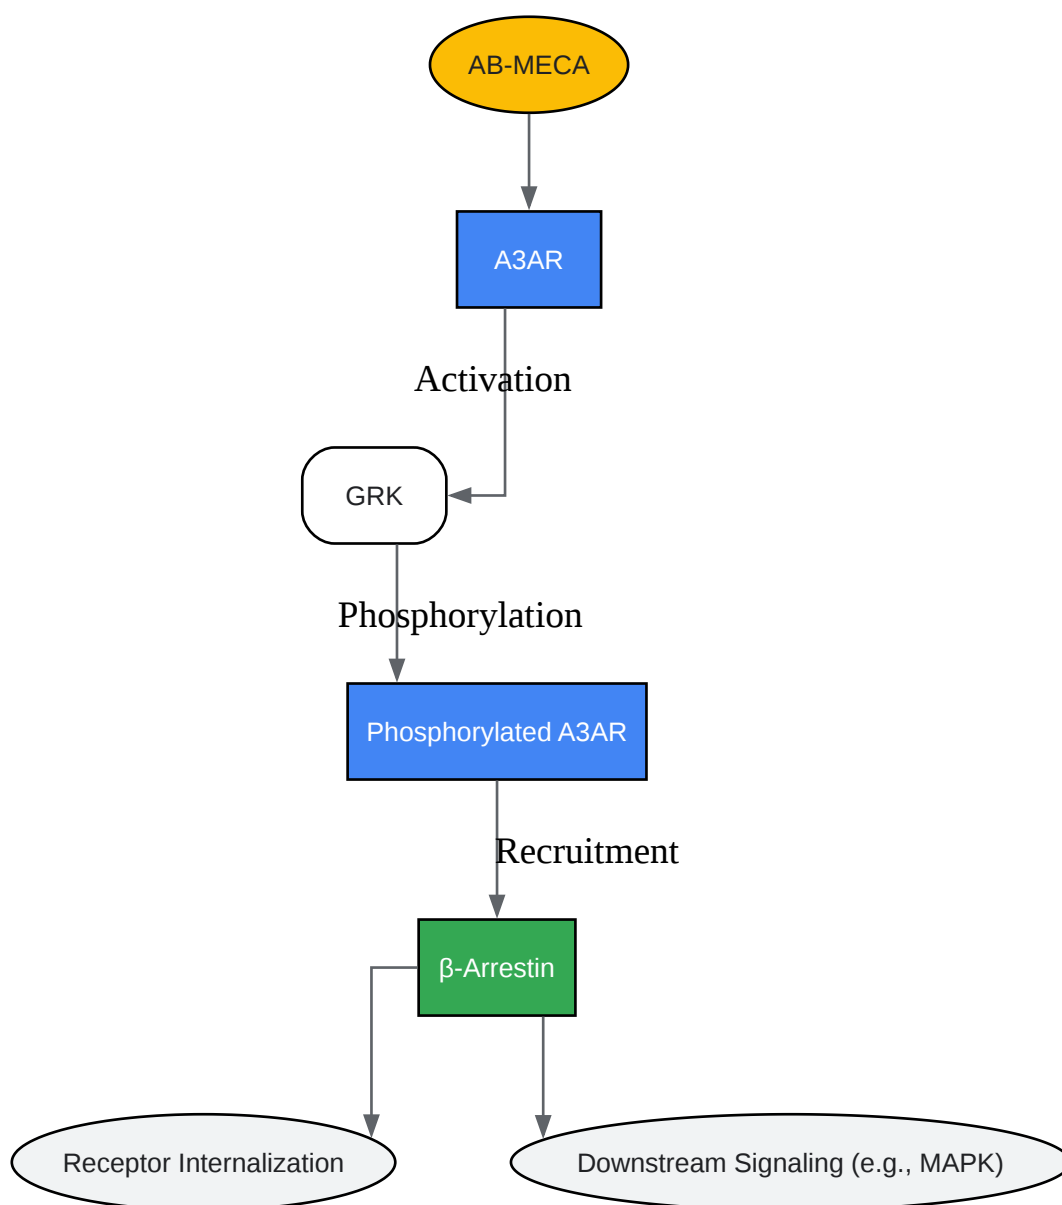 AB-MECA
A3AR
Activation
GRK
Phosphorylation
Phosphorylated A3AR
Recruitment
β-Arrestin
Receptor Internalization
Downstream Signaling (e.g., MAPK)